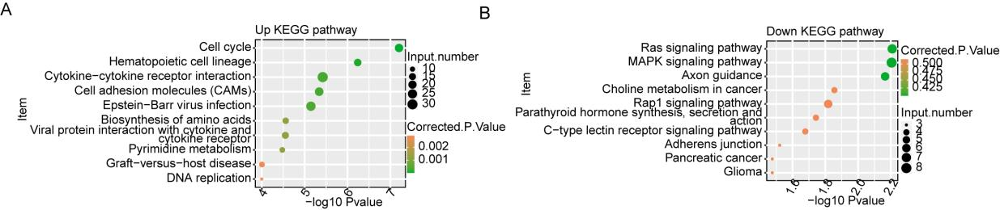 A
Up KEGG pathway
Item
Cell cycle
Hematopoietic cell lineage
Cytokine−cytokine receptor interaction
Cell adhesion molecules (CAMs)
Epstein−Barr virus infection
Biosynthesis of amino acids
Viral protein interaction with cytokine and
cytokine receptor
Pyrimidine metabolism
Graft−versus−host disease
DNA replication
4 5 6 7
−log10 Pvalue
Input.number
10
15
20
25
30
Corrected.P.Value
0.002
0.001
B
Down KEGG pathway
Item
Ras signaling pathway
MAPK signaling pathway
Axon guidance
Choline metabolism in cancer
Rap1 signaling pathway
Parathyroid hormone synthesis, secretion and
action
C−type lectin receptor signaling pathway
Adherens junction
Pancreatic cancer
Glioma
1.6 1.8 2.0 2.2
−log10 Pvalue
Corrected.P.Value
0.500
0.475
0.450
0.425
Input.number
3
4
5
6
7
8